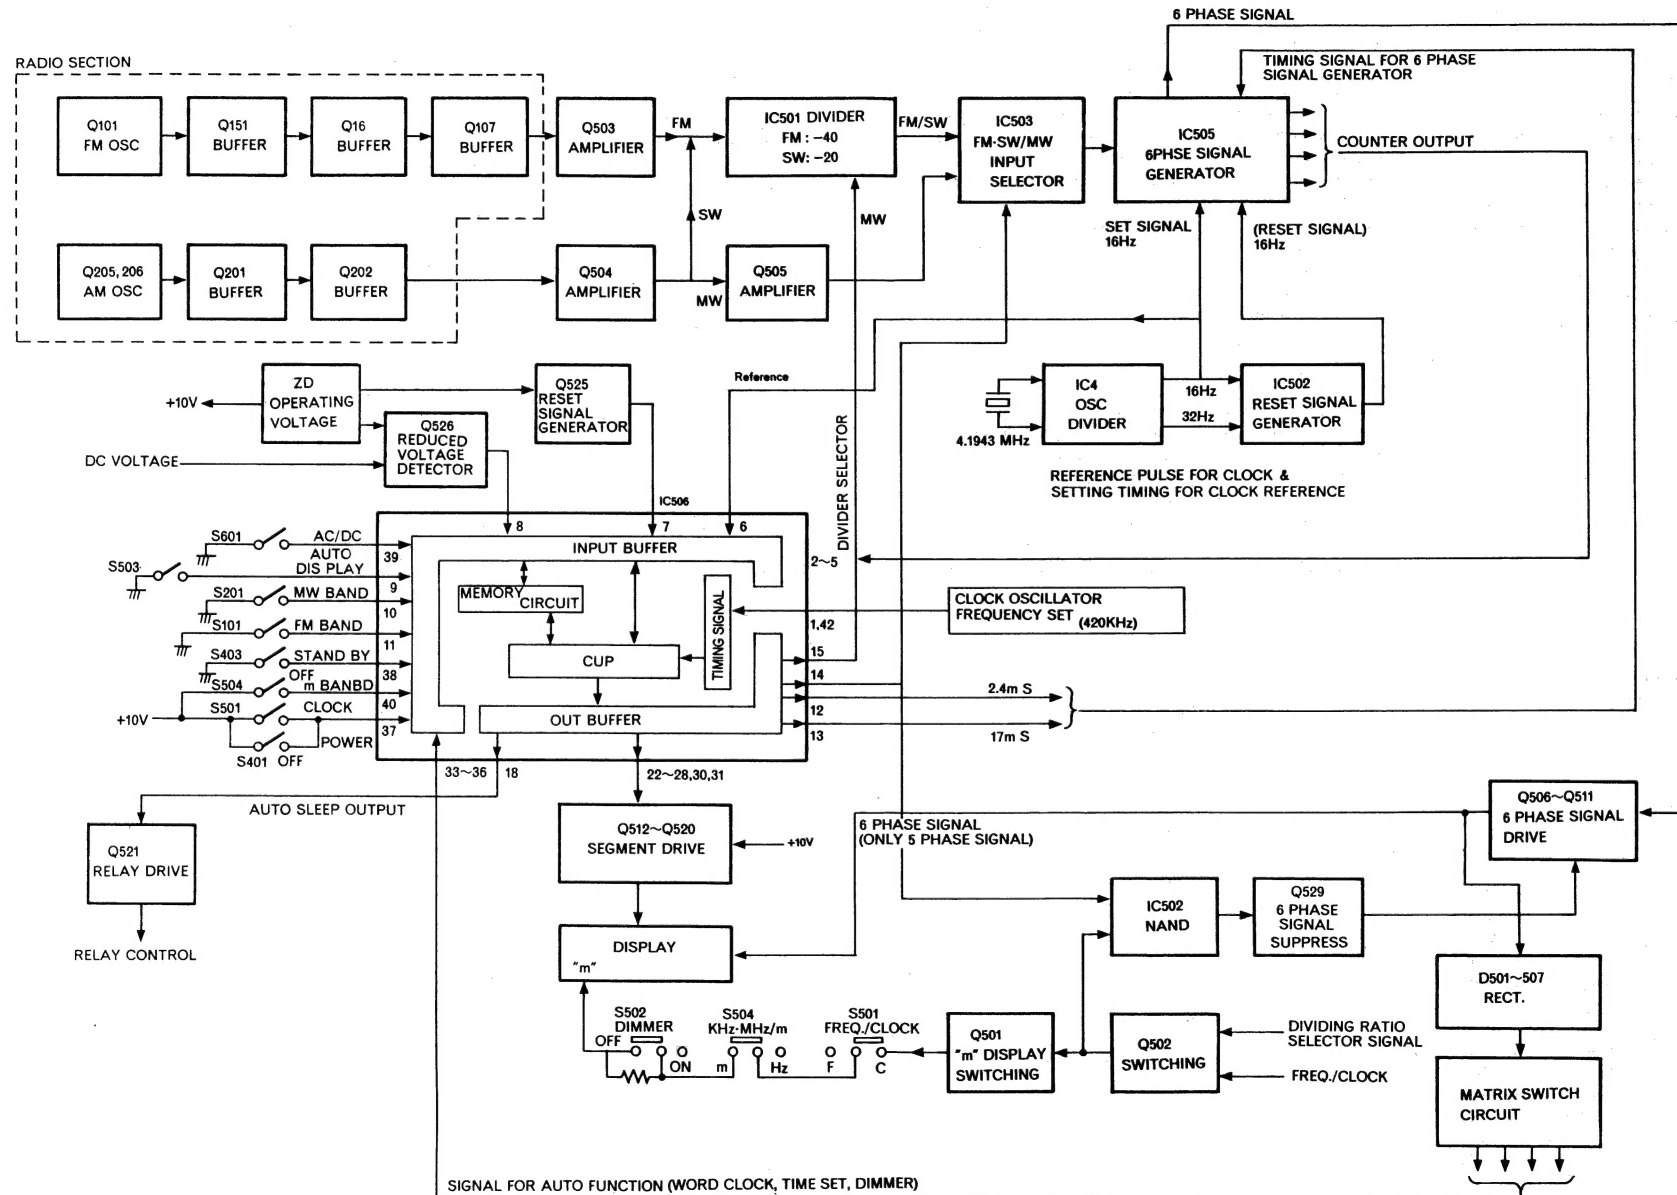 6 PHASE SIGNAL
RADIO SECTION
TIMING SIGNAL FOR 6 PHASE
SIGNAL GENERATOR
Q101
FM OSC
Q151
BUFFER
Q16
BUFFER
Q107
BUFFER
Q503
AMPLIFIER
FM
IC501 DIVIDER
FM : -40
SW: -20
FM/SW
IC503
FM·SW/MW
INPUT
SELECTOR
IC505
6PHSE SIGNAL
GENERATOR
COUNTER OUTPUT
SW
MW
SET SIGNAL
16Hz
(RESET SIGNAL)
16Hz
Q205, 206
AM OSC
Q201
BUFFER
Q202
BUFFER
Q504
AMPLIFIER
MW
Q505
AMPLIFIER
ZD
OPERATING
VOLTAGE
+10V
Q525
RESET
SIGNAL
GENERATOR
Reference
Q526
REDUCED
VOLTAGE
DETECTOR
DC VOLTAGE
DIVIDER SELECTOR
4.1943 MHz
IC4
OSC
DIVIDER
16Hz
32Hz
IC502
RESET SIGNAL
GENERATOR
REFERENCE PULSE FOR CLOCK &
SETTING TIMING FOR CLOCK REFERENCE
IC506
8
7
6
INPUT BUFFER
2~5
S601
AC/DC
39
S503
AUTO
DIS PLAY
9
S201
MW BAND
10
S101
FM BAND
11
S403
STAND BY
OFF
38
S504
m BANBD
40
+10V
S501
CLOCK
37
POWER
S401
OFF
MEMORY
CIRCUIT
TIMING SIGNAL
CUP
OUT BUFFER
CLOCK OSCILLATOR
FREQUENCY SET (420KHz)
1,42
15
14
2.4m S
12
13
17m S
33~36
18
22~28,30,31
AUTO SLEEP OUTPUT
Q521
RELAY DRIVE
RELAY CONTROL
Q512~Q520
SEGMENT DRIVE
+10V
6 PHASE SIGNAL
(ONLY 5 PHASE SIGNAL)
Q506~Q511
6 PHASE SIGNAL
DRIVE
DISPLAY
"m"
IC502
NAND
Q529
6 PHASE
SIGNAL
SUPPRESS
D501~507
RECT.
S502
DIMMER
OFF
ON
S504
KHz·MHz/m
m
Hz
S501
FREQ./CLOCK
F
C
Q501
"m" DISPLAY
SWITCHING
Q502
SWITCHING
DIVIDING RATIO
SELECTOR SIGNAL
FREQ./CLOCK
MATRIX SWITCH
CIRCUIT
SIGNAL FOR AUTO FUNCTION (WORD CLOCK, TIME SET, DIMMER)